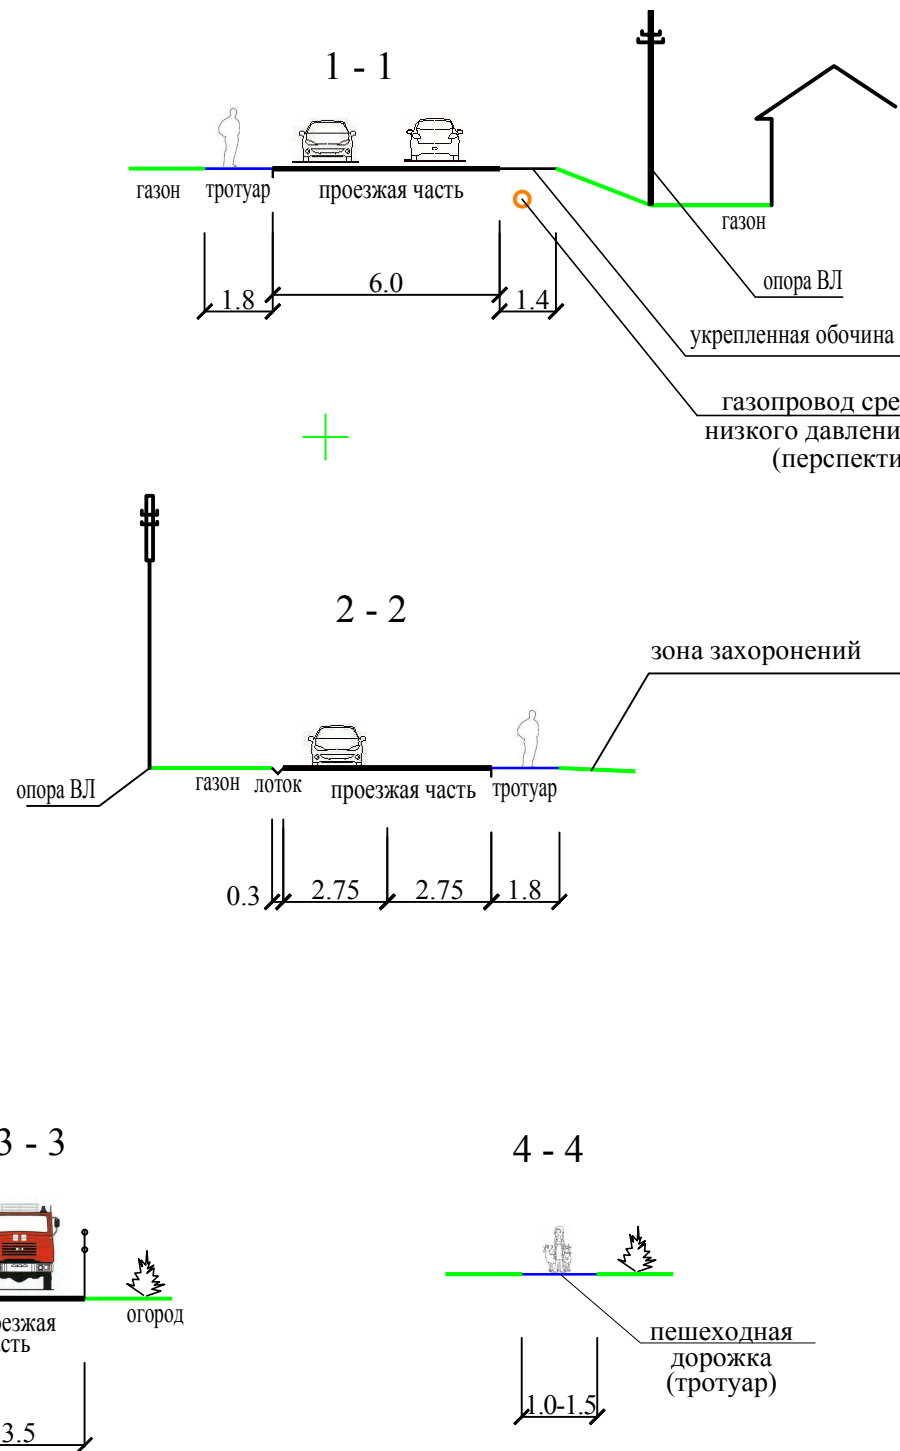 1 - 1
газон тротуар проезжая часть
газон
опора ВЛ
1.8 6.0 1.4
укрепленная обочина
газопровод сре
низкого давлени
(перспекти
2 - 2
зона захоронений
опора ВЛ газон лоток проезжая часть тротуар
0.3 2.75 2.75 1.8
3 - 3
огород
езжая
сть
3.5
4 - 4
пешеходная
дорожка
(тротуар)
1.0-1.5